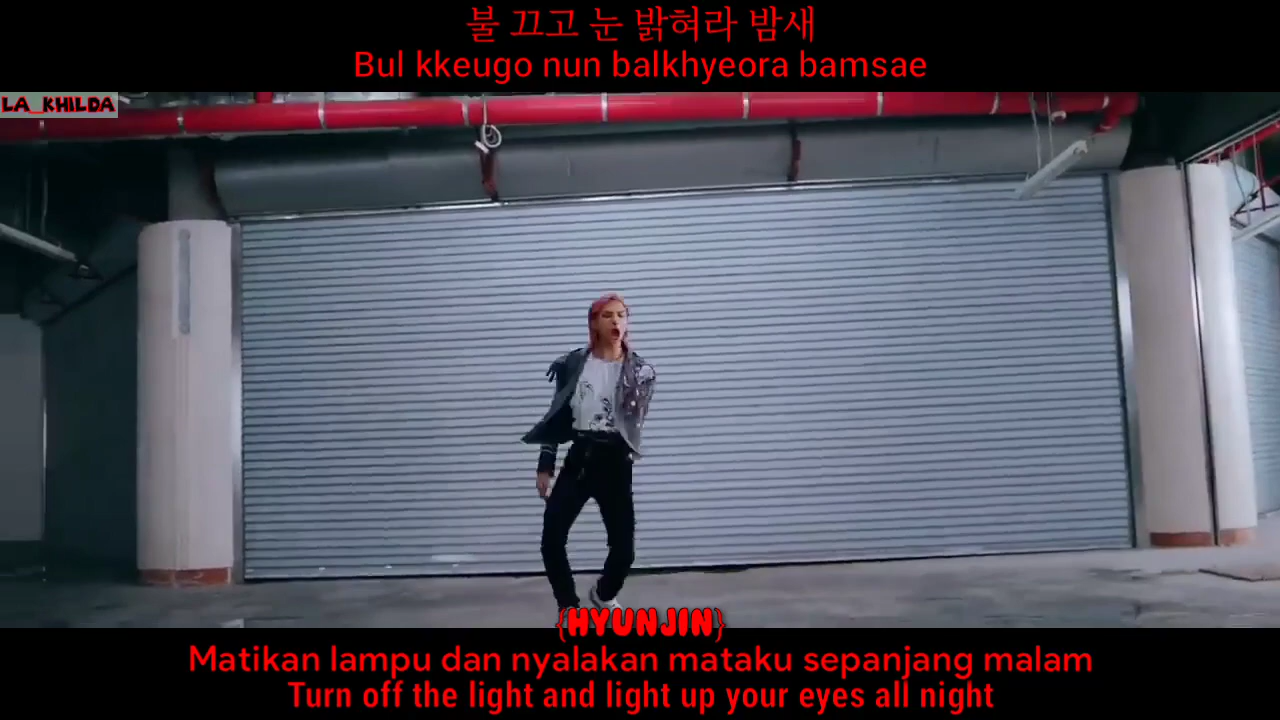 불 끄고 눈 밝혀라 밤새
Bul kkeugo nun balkhyeora bamsae
LA_KHILDA
{HYUNJIN}
Matikan lampu dan nyalakan mataku sepanjang malam
Turn off the light and light up your eyes all night